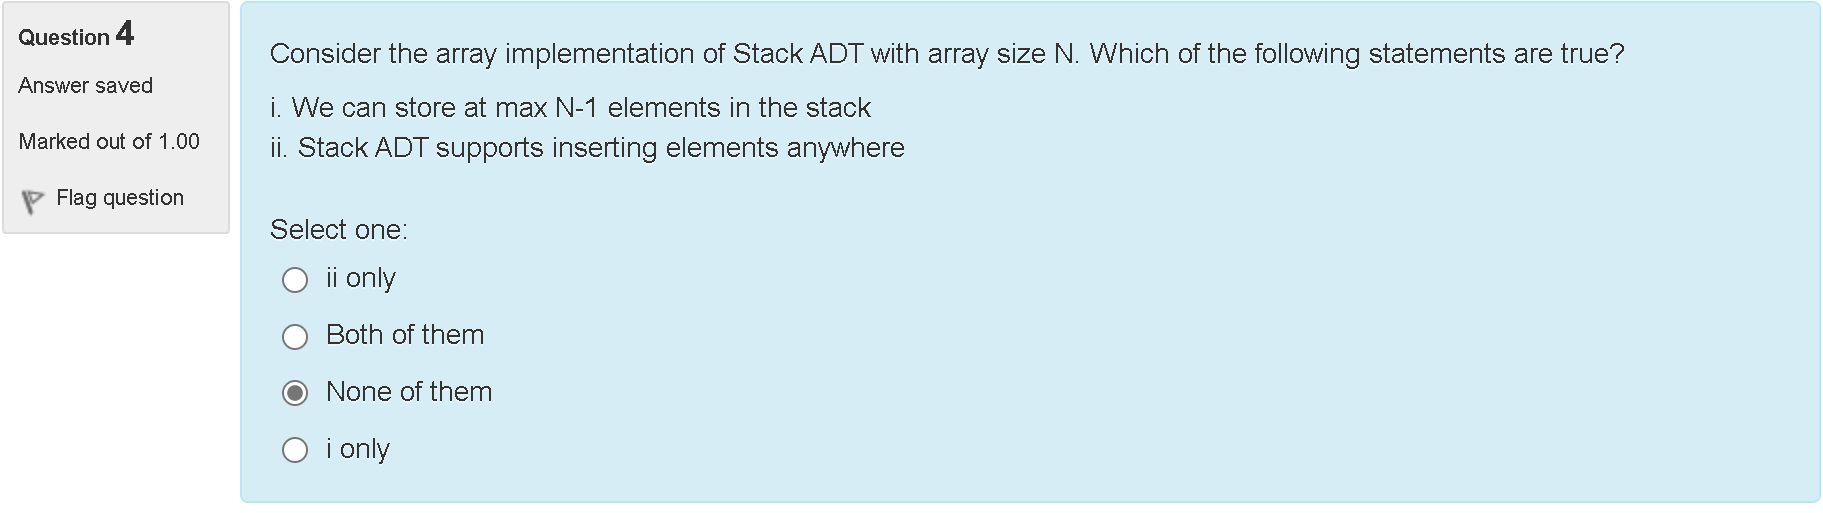 Question 4
Answer saved
Marked out of 1.00
Flag question
Consider the array implementation of Stack ADT with array size N. Which of the following statements are true?
i. We can store at max N-1 elements in the stack
ii. Stack ADT supports inserting elements anywhere
Select one:
ii only
Both of them
None of them
i only